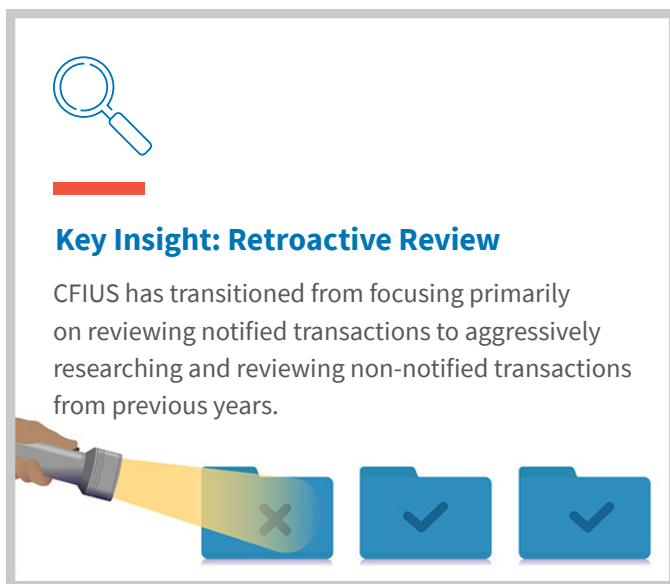 Key Insight: Retroactive Review
CFIUS has transitioned from focusing primarily
on reviewing notified transactions to aggressively
researching and reviewing non-notified transactions
from previous years.